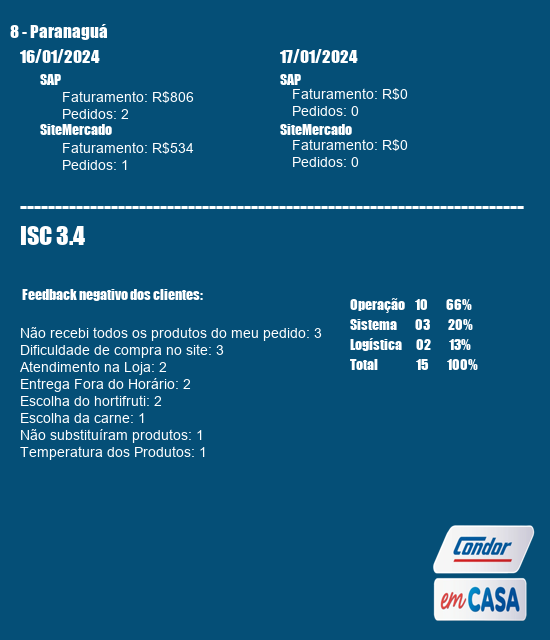 8 - Paranaguá
16/01/2024
SAP
Faturamento: R$806
Pedidos: 2
SiteMercado
Faturamento: R$534
Pedidos: 1
17/01/2024
SAP
Faturamento: R$0
Pedidos: 0
SiteMercado
Faturamento: R$0
Pedidos: 0
------------------------------------------------------------------------
ISC 3.4
Feedback negativo dos clientes:
Não recebi todos os produtos do meu pedido: 3
Dificuldade de compra no site: 3
Atendimento na Loja: 2
Entrega Fora do Horário: 2
Escolha do hortifruti: 2
Escolha da carne: 1
Não substituíram produtos: 1
Temperatura dos Produtos: 1
Operação 10 66%
Sistema 03 20%
Logística 02 13%
Total 15 100%
Condor
em CASA